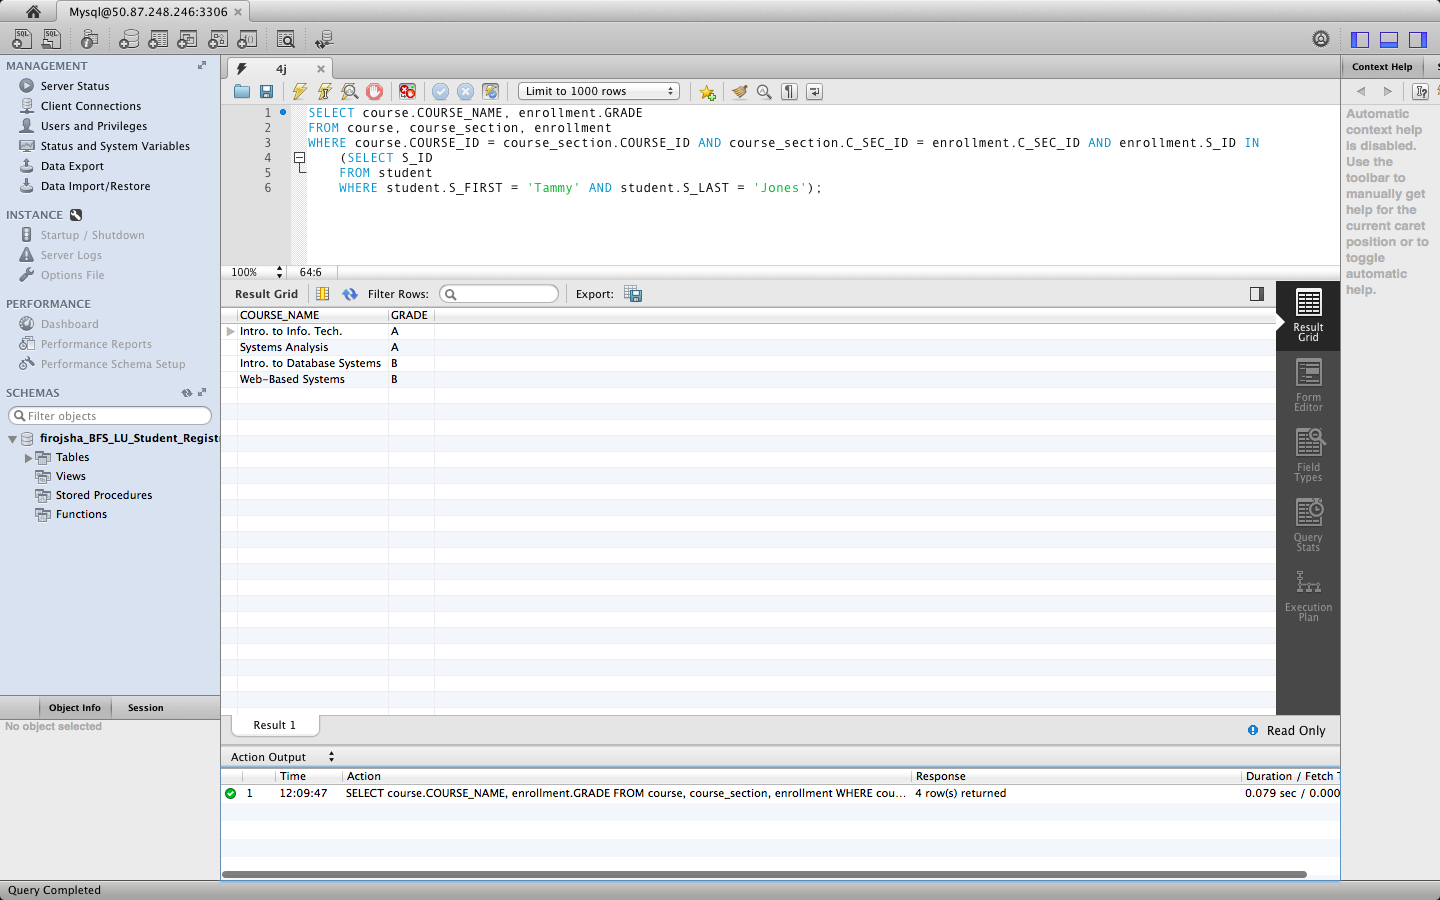 Mysql@50.87.248.246:3306
MANAGEMENT
Server Status
Client Connections
Users and Privileges
Status and System Variables
Data Export
Data Import/Restore
INSTANCE
Startup / Shutdown
Server Logs
Options File
PERFORMANCE
Dashboard
Performance Reports
Performance Schema Setup
SCHEMAS
Filter objects
firojsha_BFS_LU_Student_Regist
Tables
Views
Stored Procedures
Functions
Object Info Session
No object selected
4j
Limit to 1000 rows
1 SELECT course.COURSE_NAME, enrollment.GRADE
2 FROM course, course_section, enrollment
3 WHERE course.COURSE_ID = course_section.COURSE_ID AND course_section.C_SEC_ID = enrollment.C_SEC_ID AND enrollment.S_ID IN
4 (SELECT S_ID
5 FROM student
6 WHERE student.S_FIRST = 'Tammy' AND student.S_LAST = 'Jones');
100% 64:6
Result Grid Filter Rows: Export:
COURSE_NAME GRADE
Intro. to Info. Tech. A
Systems Analysis A
Intro. to Database Systems B
Web-Based Systems B
Result
Grid
Form
Editor
Field
Types
Query
Stats
Execution
Plan
Result 1
Read Only
Action Output
Time Action Response Duration / Fetch T
1 12:09:47 SELECT course.COURSE_NAME, enrollment.GRADE FROM course, course_section, enrollment WHERE cou... 4 row(s) returned 0.079 sec / 0.000
Context Help S
Automatic
context help
is disabled.
Use the
toolbar to
manually get
help for the
current caret
position or to
toggle
automatic
help.
Query Completed